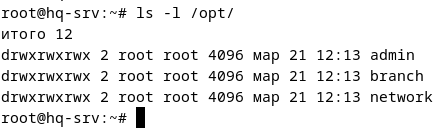 root@hq-srv:~# ls -l /opt/
итого 12
drwxrwxrwx 2 root root 4096 мар 21 12:13 admin
drwxrwxrwx 2 root root 4096 мар 21 12:13 branch
drwxrwxrwx 2 root root 4096 мар 21 12:13 network
root@hq-srv:~#